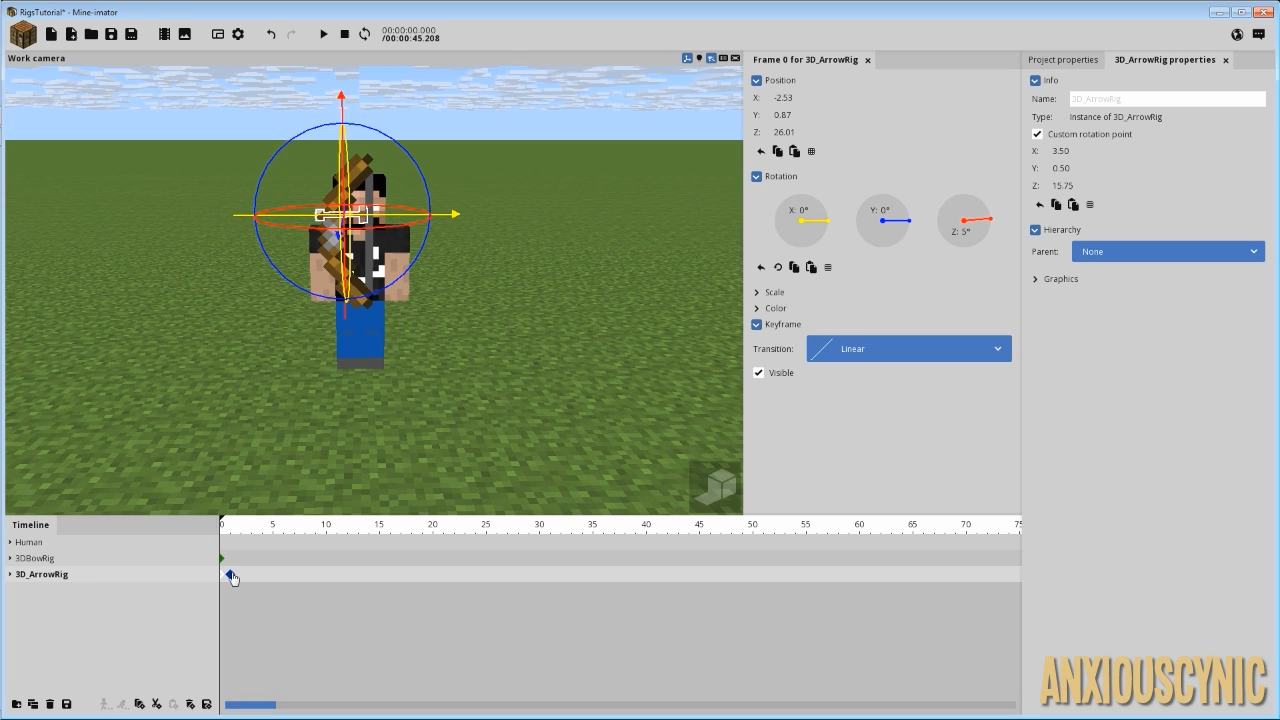 RigsTutorial* - Mine-imator
00:00:00.000
/00:00:45.208
Work camera
Frame 0 for 3D_ArrowRig
Project properties
3D_ArrowRig properties
Position
X: -2.53
Y: 0.87
Z: 26.01
Rotation
X: 0°
Y: 0°
Z: 5°
Scale
Color
Keyframe
Transition: Linear
Visible
Info
Name: 3D_ArrowRig
Type: Instance of 3D_ArrowRig
Custom rotation point
X: 3.50
Y: 0.50
Z: 15.75
Hierarchy
Parent: None
Graphics
Timeline
0 5 10 15 20 25 30 35 40 45 50 55 60 65 70 75
Human
3DBowRig
3D_ArrowRig
ANXIOUSCYNIC